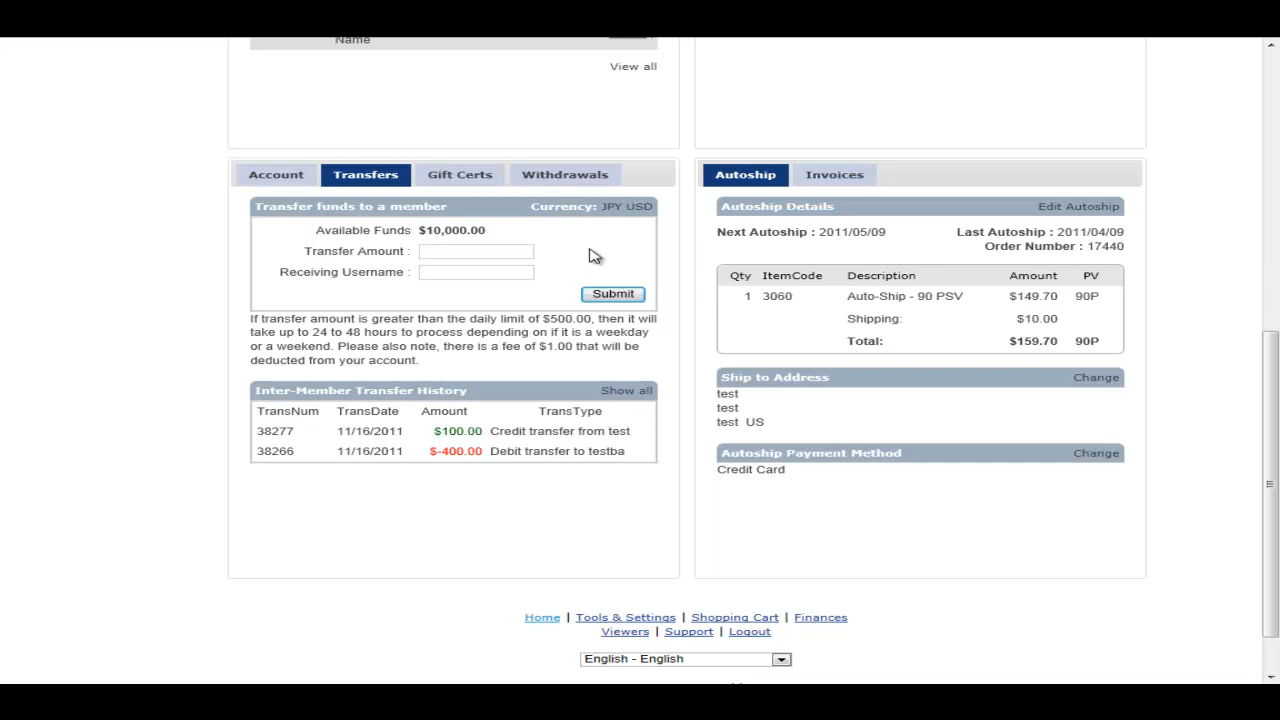 Name
View all
Account Transfers Gift Certs Withdrawals
Transfer funds to a member Currency: JPY USD
Available Funds $10,000.00
Transfer Amount :
Receiving Username :
Submit
If transfer amount is greater than the daily limit of $500.00, then it will
take up to 24 to 48 hours to process depending on if it is a weekday
or a weekend. Please also note, there is a fee of $1.00 that will be
deducted from your account.
Inter-Member Transfer History Show all
TransNum TransDate Amount TransType
38277 11/16/2011 $100.00 Credit transfer from test
38266 11/16/2011 $-400.00 Debit transfer to testba
Autoship Invoices
Autoship Details Edit Autoship
Next Autoship : 2011/05/09 Last Autoship : 2011/04/09
Order Number : 17440
Qty ItemCode Description Amount PV
1 3060 Auto-Ship - 90 PSV $149.70 90P
Shipping: $10.00
Total: $159.70 90P
Ship to Address Change
test
test
test US
Autoship Payment Method Change
Credit Card
Home | Tools & Settings | Shopping Cart | Finances
Viewers | Support | Logout
English - English